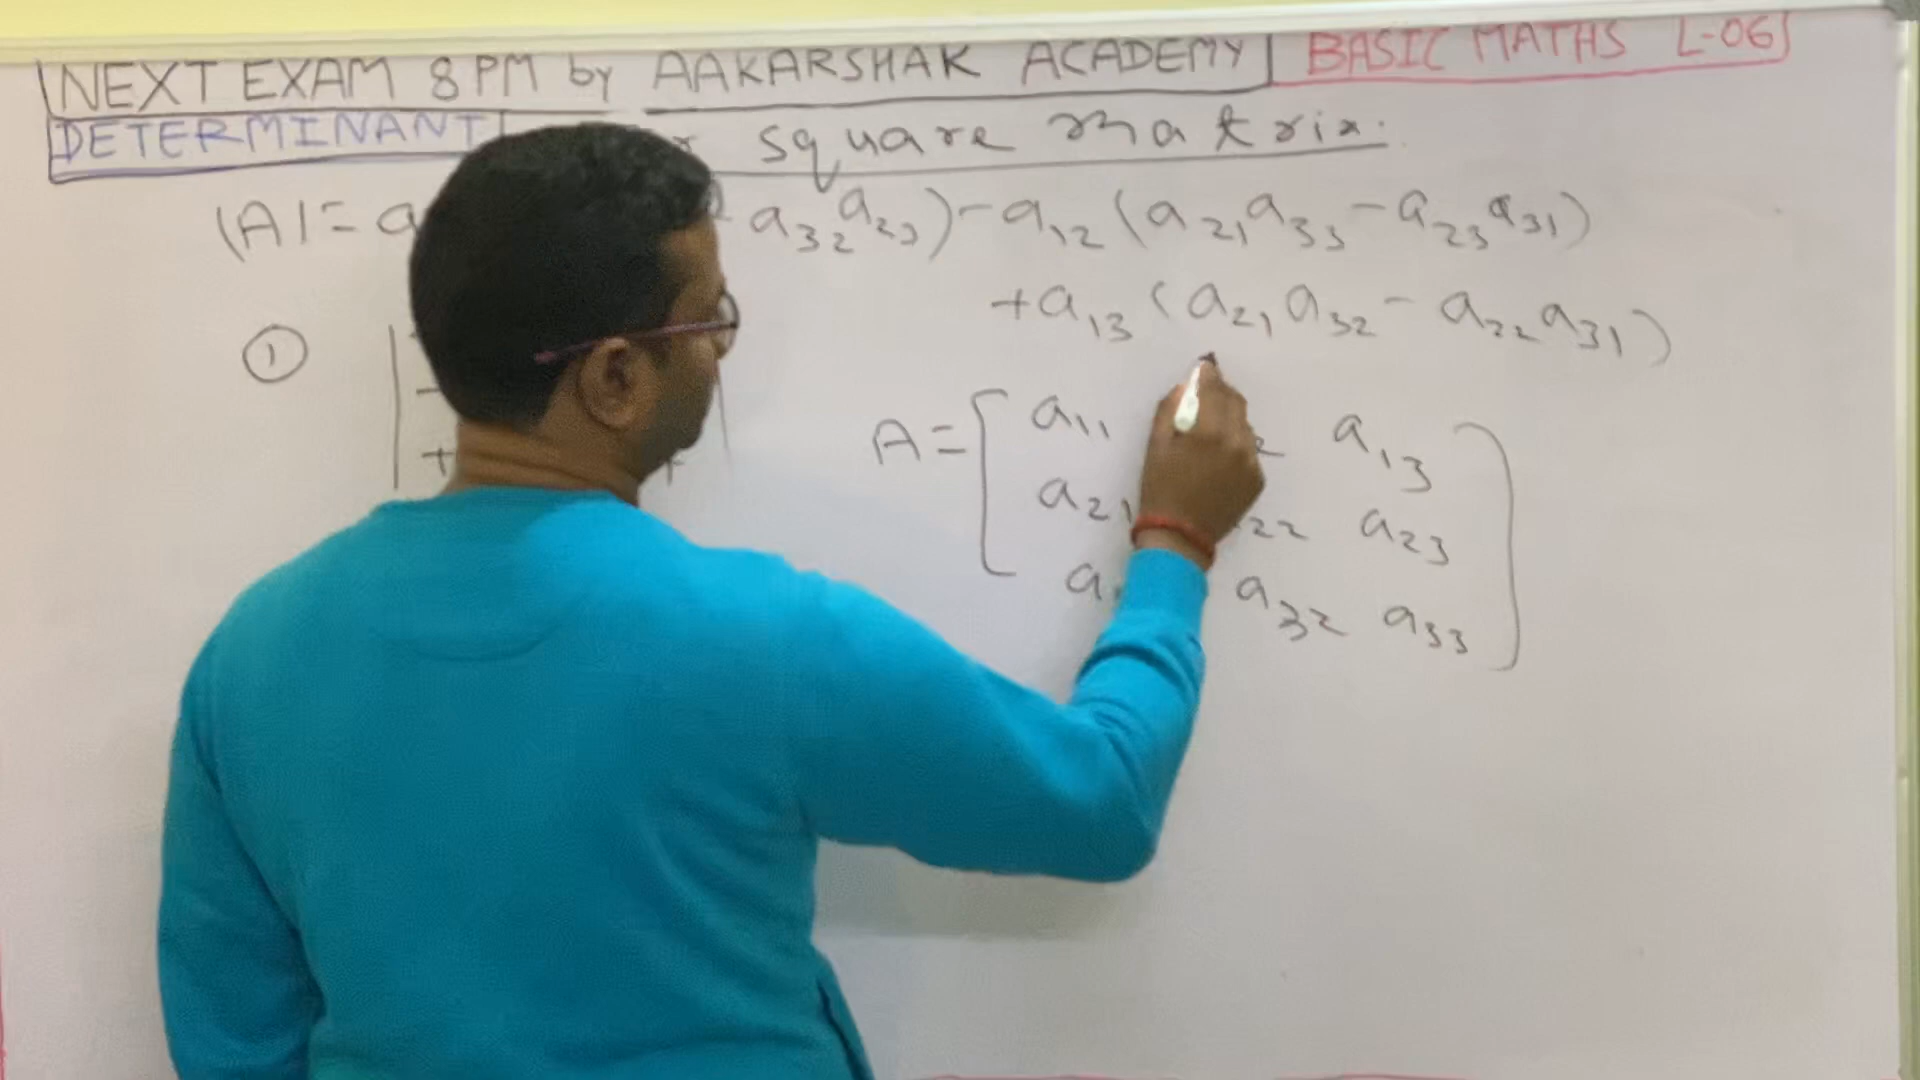 NEXT EXAM 8 PM by AAKARSHAK ACADEMY BASIC MATHS L-06
DETERMINANT square matrix.
|A| = a a₃₂a₂₃) - a₁₂ (a₂₁a₃₃ - a₂₃a₃₁)
+ a₁₃ (a₂₁a₃₂ - a₂₂a₃₁)
①
A = [ a₁₁ a₁₃
a₂₁ a₂₃
a₃₂ a₃₃ ]